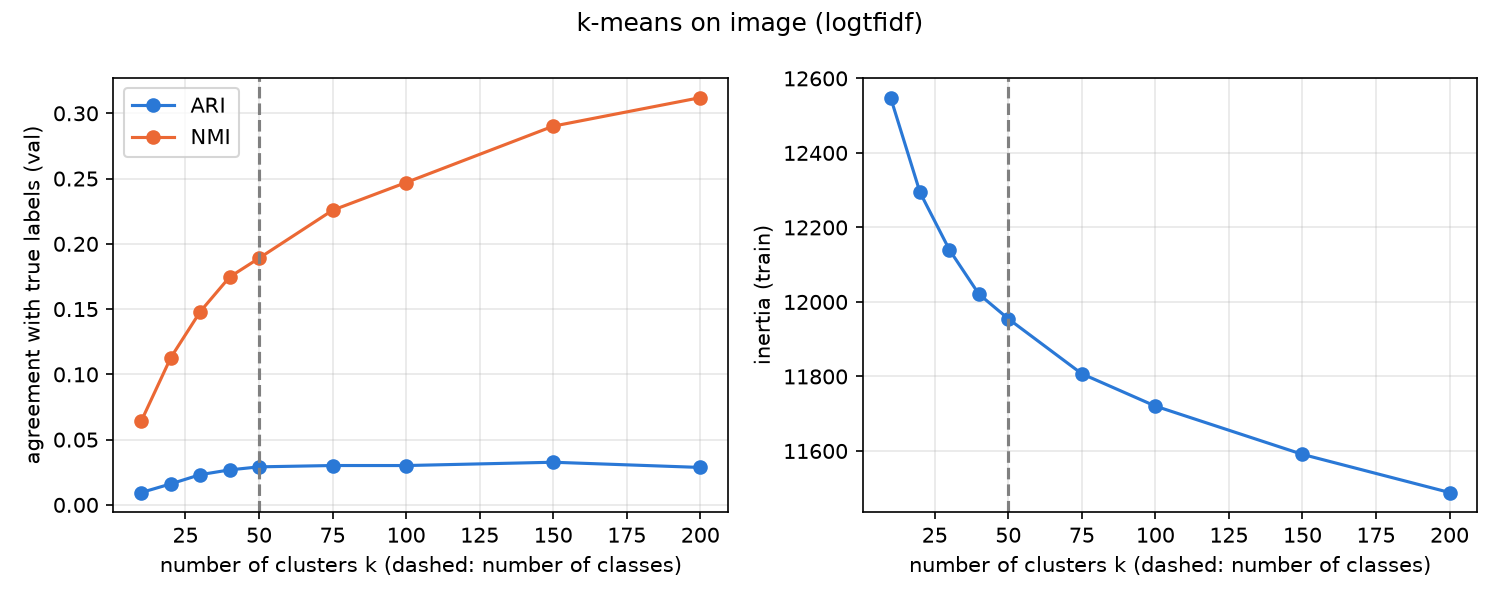 k-means on image (logtfidf)
agreement with true labels (val)
0.30
0.25
0.20
0.15
0.10
0.05
0.00
ARI
NMI
25 50 75 100 125 150 175 200
number of clusters k (dashed: number of classes)
inertia (train)
12600
12400
12200
12000
11800
11600
25 50 75 100 125 150 175 200
number of clusters k (dashed: number of classes)